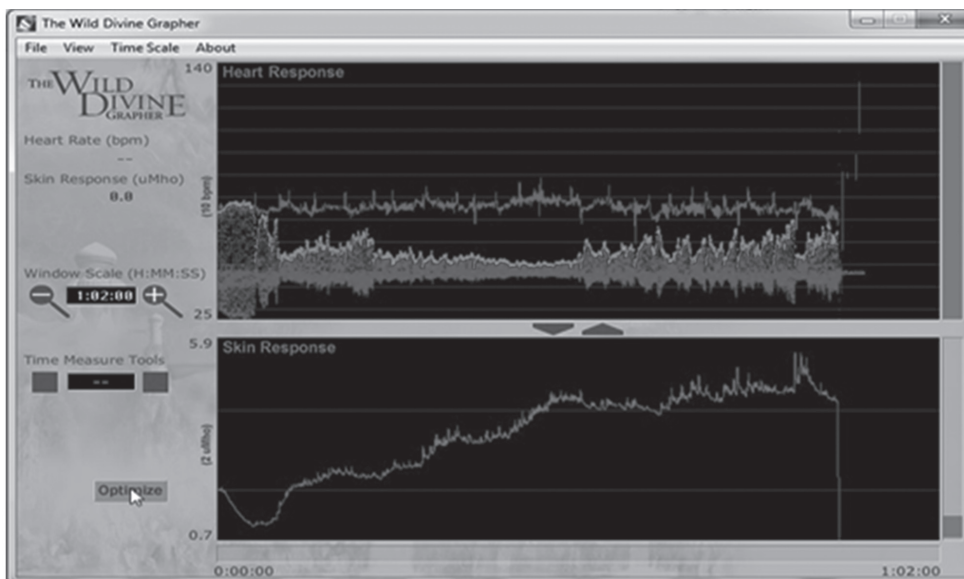 The Wild Divine Grapher
File View Time Scale About
THE WILD
DIVINE
GRAPHER
Heart Rate (bpm)
--
Skin Response (uMho)
0.0
Window Scale (H:MM:SS)
1:02:00
Time Measure Tools
--
Optimize
140
Heart Response
(10 bpm)
25
5.9
Skin Response
(2 uMho)
0.7
0:00:00
1:02:00